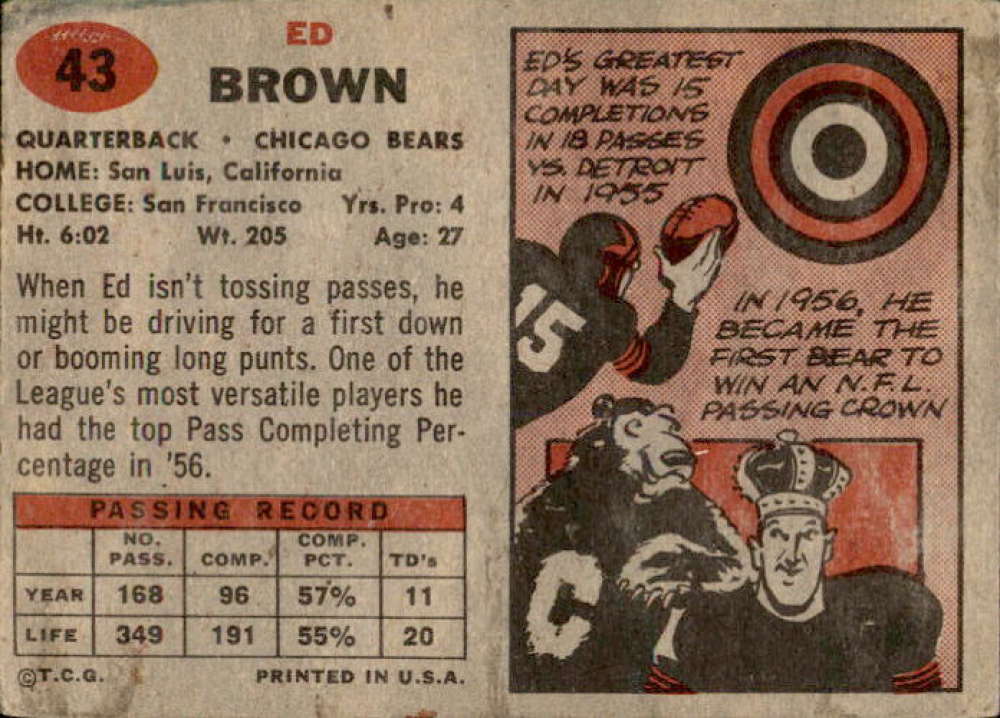 43
ED
BROWN
QUARTERBACK • CHICAGO BEARS
HOME: San Luis, California
COLLEGE: San Francisco Yrs. Pro: 4
Ht. 6:02 Wt. 205 Age: 27
When Ed isn't tossing passes, he
might be driving for a first down
or booming long punts. One of the
League's most versatile players he
had the top Pass Completing Per-
centage in '56.
PASSING RECORD
NO. PASS. COMP. COMP. PCT. TD's
YEAR 168 96 57% 11
LIFE 349 191 55% 20
©T.C.G. PRINTED IN U.S.A.
ED'S GREATEST
DAY WAS 15
COMPLETIONS
IN 18 PASSES
VS. DETROIT
IN 1955
15
IN 1956, HE
BECAME THE
FIRST BEAR TO
WIN AN N.F.L.
PASSING CROWN
C